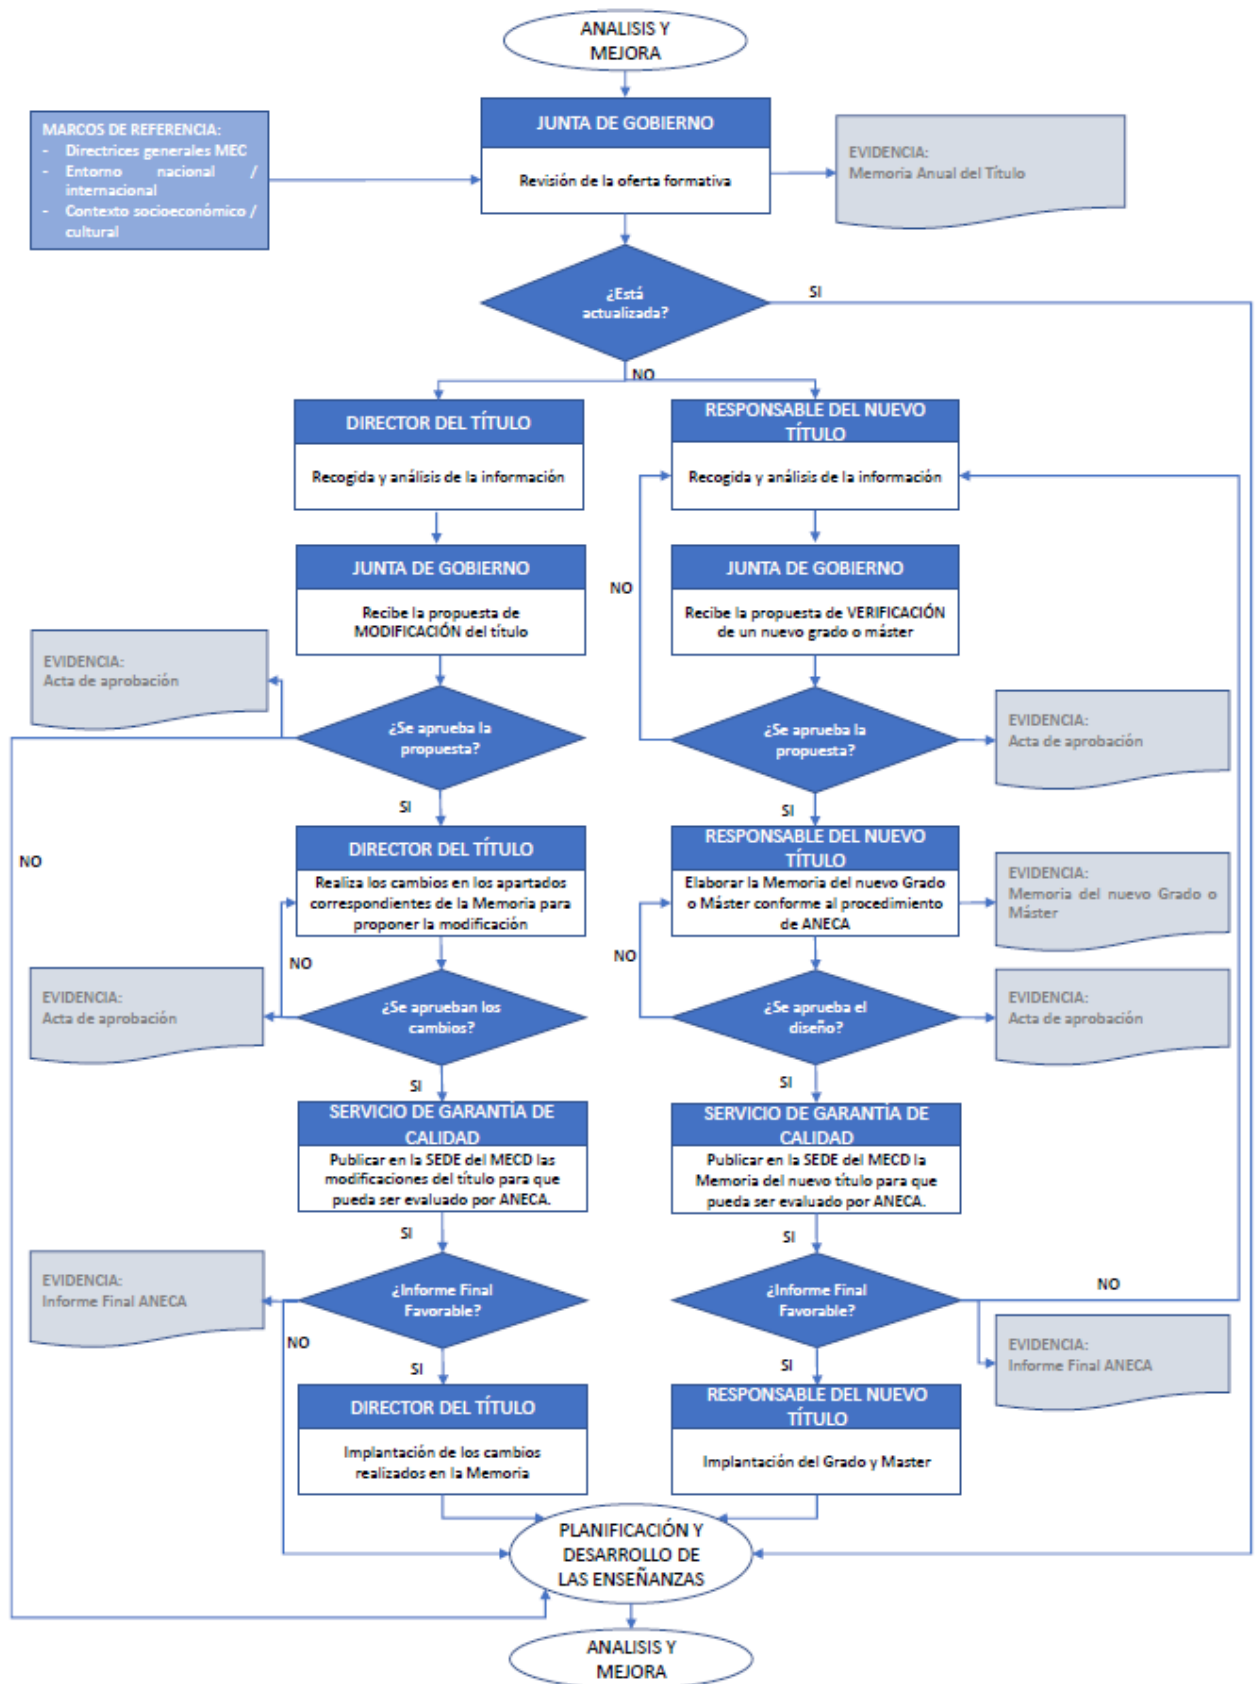 ANALISIS Y
MEJORA
JUNTA DE GOBIERNO
Revisión de la oferta formativa
MARCOS DE REFERENCIA:
- Directrices generales MEC
- Entorno nacional /
internacional
- Contexto socioeconómico /
cultural
EVIDENCIA:
Memoria Anual del Título
¿Está
actualizada?
SI
NO
DIRECTOR DEL TÍTULO
Recogida y análisis de la información
RESPONSABLE DEL NUEVO
TÍTULO
Recogida y análisis de la información
JUNTA DE GOBIERNO
Recibe la propuesta de
MODIFICACIÓN del título
NO
JUNTA DE GOBIERNO
Recibe la propuesta de VERIFICACIÓN
de un nuevo grado o máster
EVIDENCIA:
Acta de aprobación
¿Se aprueba la
propuesta?
¿Se aprueba la
propuesta?
EVIDENCIA:
Acta de aprobación
SI
SI
NO
DIRECTOR DEL TÍTULO
Realiza los cambios en los apartados
correspondientes de la Memoria para
proponer la modificación
RESPONSABLE DEL NUEVO
TÍTULO
Elaborar la Memoria del nuevo Grado
o Máster conforme al procedimiento
de ANECA
EVIDENCIA:
Memoria del nuevo Grado o
Máster
NO
NO
EVIDENCIA:
Acta de aprobación
¿Se aprueban los
cambios?
¿Se aprueba el
diseño?
EVIDENCIA:
Acta de aprobación
SI
SI
SERVICIO DE GARANTÍA DE
CALIDAD
Publicar en la SEDE del MECD las
modificaciones del título para que
pueda ser evaluado por ANECA.
SERVICIO DE GARANTÍA DE
CALIDAD
Publicar en la SEDE del MECD la
Memoria del nuevo título para que
pueda ser evaluado por ANECA.
SI
SI
EVIDENCIA:
Informe Final ANECA
¿Informe Final
Favorable?
¿Informe Final
Favorable?
NO
NO
EVIDENCIA:
Informe Final ANECA
SI
SI
DIRECTOR DEL TÍTULO
Implantación de los cambios
realizados en la Memoria
RESPONSABLE DEL NUEVO
TÍTULO
Implantación del Grado y Master
PLANIFICACIÓN Y
DESARROLLO DE
LAS ENSEÑANZAS
ANALISIS Y
MEJORA